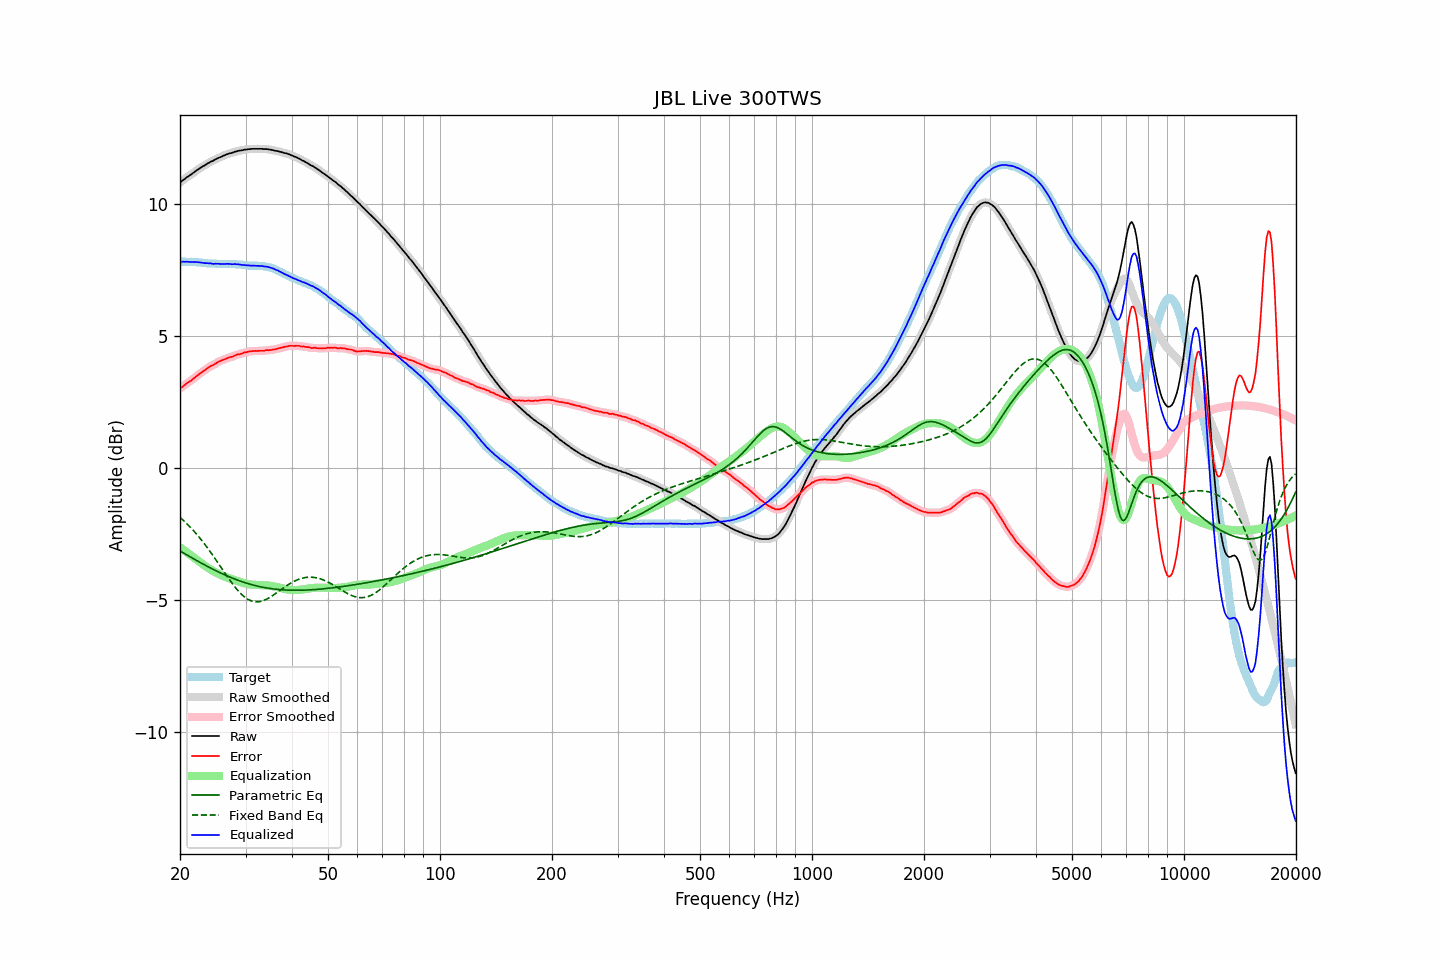 JBL Live 300TWS
Amplitude (dBr)
10
5
0
−5
−10
Target
Raw Smoothed
Error Smoothed
Raw
Error
Equalization
Parametric Eq
Fixed Band Eq
Equalized
20 50 100 200 500 1000 2000 5000 10000 20000
Frequency (Hz)